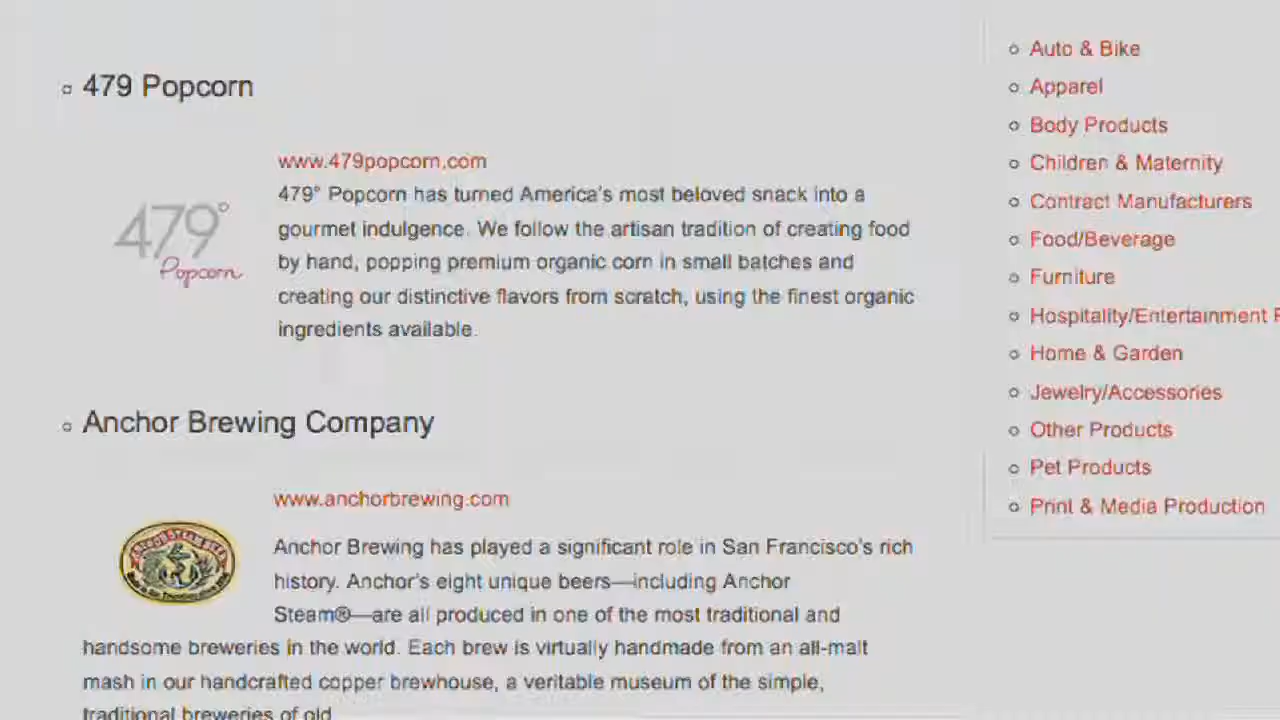 479 Popcorn
www.479popcorn.com
479° Popcorn has turned America's most beloved snack into a
gourmet indulgence. We follow the artisan tradition of creating food
by hand, popping premium organic corn in small batches and
creating our distinctive flavors from scratch, using the finest organic
ingredients available.
479°
Popcorn
Anchor Brewing Company
www.anchorbrewing.com
Anchor Brewing has played a significant role in San Francisco's rich
history. Anchor's eight unique beers—including Anchor
Steam®—are all produced in one of the most traditional and
handsome breweries in the world. Each brew is virtually handmade from an all-malt
mash in our handcrafted copper brewhouse, a veritable museum of the simple,
traditional breweries of old
Auto & Bike
Apparel
Body Products
Children & Maternity
Contract Manufacturers
Food/Beverage
Furniture
Hospitality/Entertainment
Home & Garden
Jewelry/Accessories
Other Products
Pet Products
Print & Media Production